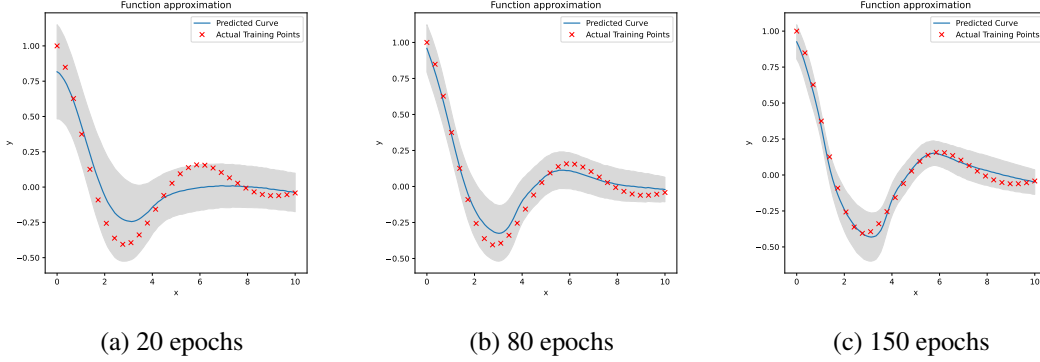 Function approximation
Predicted Curve
Actual Training Points
y
1.00
0.75
0.50
0.25
0.00
−0.25
−0.50
0 2 4 6 8 10
x
(a) 20 epochs
Function approximation
Predicted Curve
Actual Training Points
y
1.00
0.75
0.50
0.25
0.00
−0.25
−0.50
0 2 4 6 8 10
x
(b) 80 epochs
Function approximation
Predicted Curve
Actual Training Points
y
1.00
0.75
0.50
0.25
0.00
−0.25
−0.50
0 2 4 6 8 10
x
(c) 150 epochs